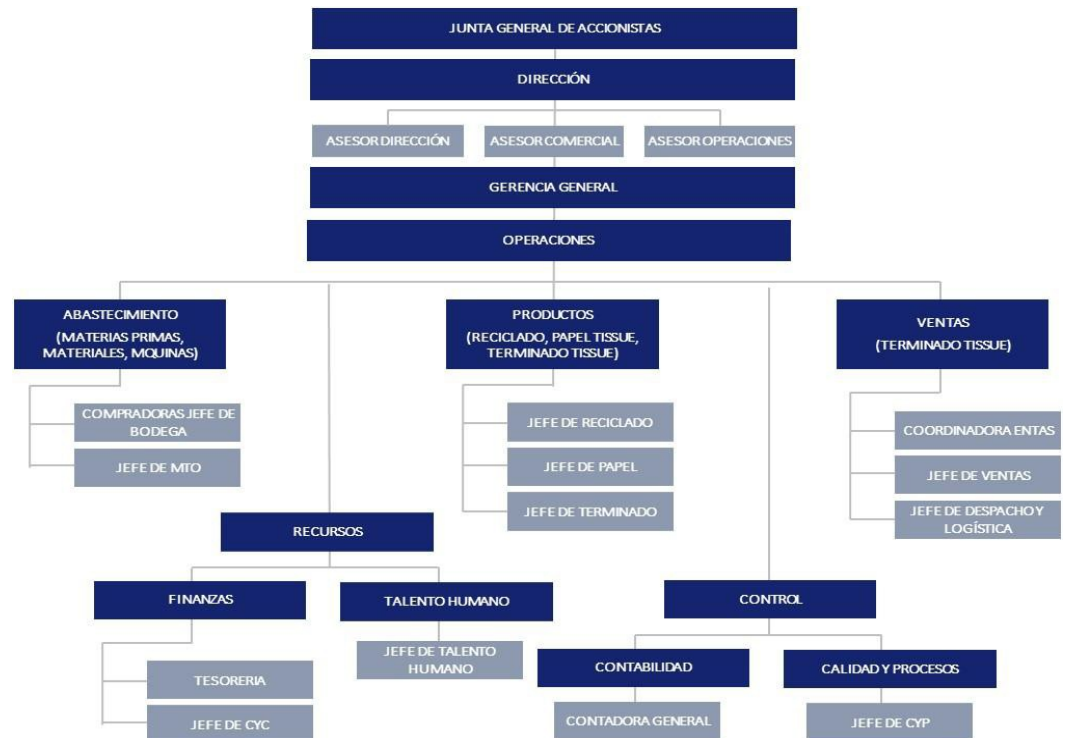 JUNTA GENERAL DE ACCIONISTAS
DIRECCIÓN
ASESOR DIRECCIÓN
ASESOR COMERCIAL
ASESOR OPERACIONES
GERENCIA GENERAL
OPERACIONES
ABASTECIMIENTO
(MATERIAS PRIMAS,
MATERIALES, MQUINAS)
PRODUCTOS
(RECICLADO, PAPEL TISSUE,
TERMINADO TISSUE)
VENTAS
(TERMINADO TISSUE)
COMPRADORAS JEFE DE
BODEGA
JEFE DE MTO
JEFE DE RECICLADO
JEFE DE PAPEL
JEFE DE TERMINADO
COORDINADORA ENTAS
JEFE DE VENTAS
JEFE DE DESPACHO Y
LOGÍSTICA
RECURSOS
FINANZAS
TALENTO HUMANO
CONTROL
TESORERIA
JEFE DE CYC
JEFE DE TALENTO
HUMANO
CONTABILIDAD
CALIDAD Y PROCESOS
CONTADORA GENERAL
JEFE DE CYP